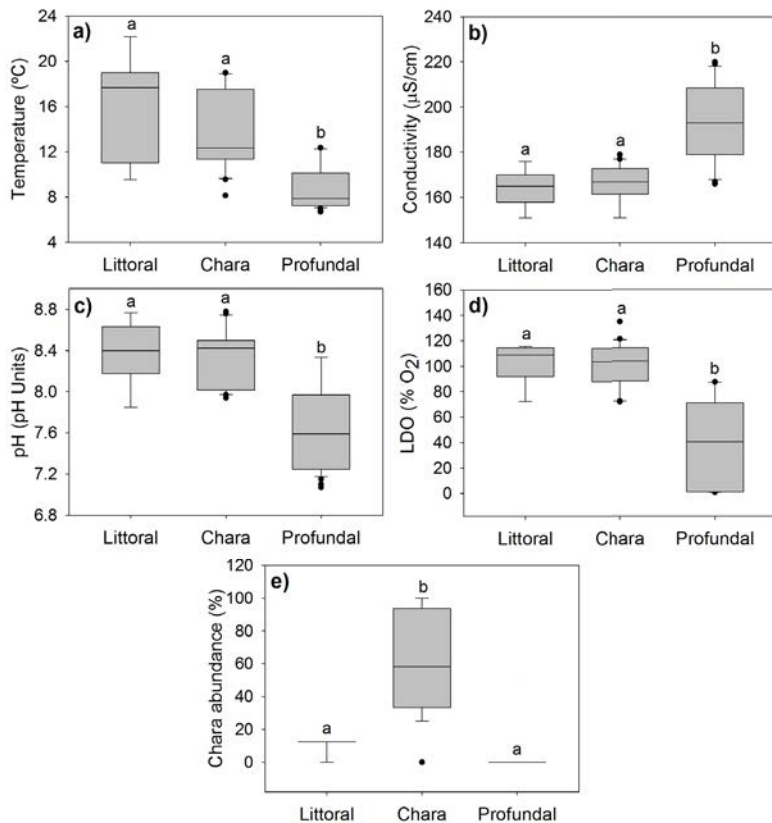 a)
Temperature (ºC)
24
20
16
12
8
4
a
a
b
Littoral
Chara
Profundal
b)
Conductivity (µS/cm)
240
220
200
180
160
140
a
a
b
Littoral
Chara
Profundal
c)
pH (pH Units)
8.8
8.4
8.0
7.6
7.2
6.8
a
a
b
Littoral
Chara
Profundal
d)
LDO (% O2)
160
140
120
100
80
60
40
20
0
a
a
b
Littoral
Chara
Profundal
e)
Chara abundance (%)
120
100
80
60
40
20
0
a
b
a
Littoral
Chara
Profundal